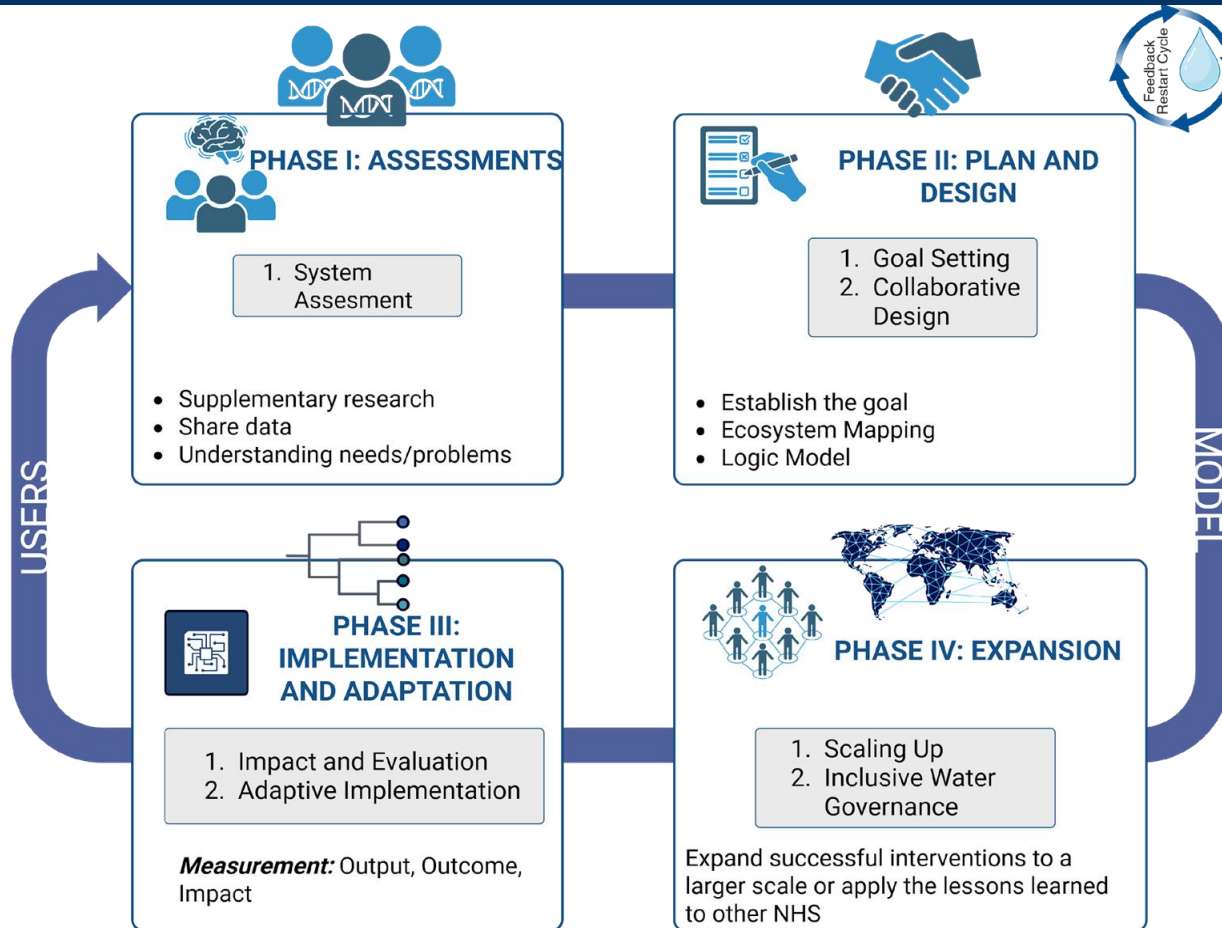 Feedback
Restart Cycle
PHASE I: ASSESSMENTS
1. System
Assesment
• Supplementary research
• Share data
• Understanding needs/problems
PHASE II: PLAN AND
DESIGN
1. Goal Setting
2. Collaborative
Design
• Establish the goal
• Ecosystem Mapping
• Logic Model
USERS
MODEL
PHASE III:
IMPLEMENTATION
AND ADAPTATION
1. Impact and Evaluation
2. Adaptive Implementation
Measurement: Output, Outcome,
Impact
PHASE IV: EXPANSION
1. Scaling Up
2. Inclusive Water
Governance
Expand successful interventions to a
larger scale or apply the lessons learned
to other NHS